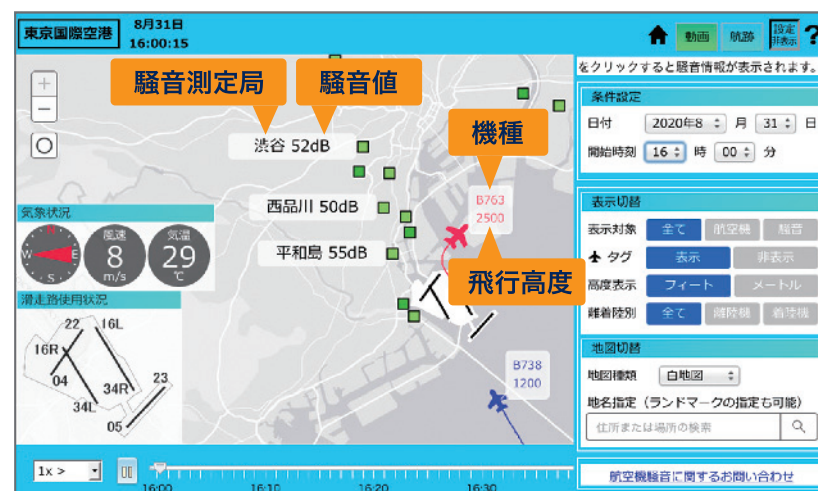 東京国際空港
8月31日
16:00:15
動画
航跡
設定
非表示
?
をクリックすると騒音情報が表示されます。
騒音測定局
騒音値
渋谷 52dB
機種
B763
2500
西品川 50dB
平和島 55dB
飛行高度
B738
1200
気象状況
N
W
E
S
風速
8
m/s
気温
29
℃
滑走路使用状況
22
16L
16R
04
34R
23
34L
05
条件設定
日付 2020年8 月 31 日
開始時刻 16 時 00 分
表示切替
表示対象 全て 航空機 騒音
タグ 表示 非表示
高度表示 フィート メートル
離着陸別 全て 離陸機 着陸機
地図切替
地図種類 白地図
地名指定（ランドマークの指定も可能）
住所または場所の検索
航空機騒音に関するお問い合わせ
1x >
16:00 16:10 16:20 16:30